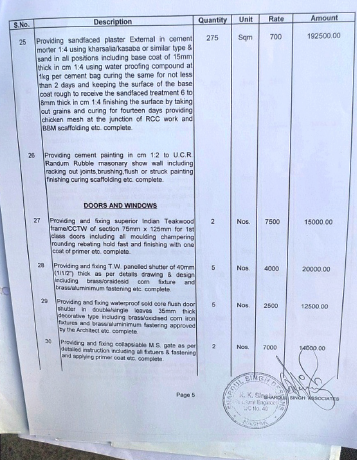 S.No. Description Quantity Unit Rate Amount
25 Providing sandfaced plaster External in cement 275 Sqm 700 192500.00
morter 1:4 using kharsalia/kasaba or similar type &
sand in all positions including base coat of 15mm
thick in cm 1:4 using water proofing compound at
1kg per cement bag curing the same for not less
than 2 days and keeping the surface of the base
coat rough to receive the sandfaced treatment 6 to
8mm thick in cm 1:4 finishing the surface by taking
out grains and curing for fourteen days providing
chicken mesh at the junction of RCC work and
BBM scaffolding etc. complete.
26 Providing cement painting in cm 1:2 to U.C.R.
Randum Rubble masonary show wall including
racking out joints,brushing,flush or struck painting
finishing curing scaffolding etc. complete.
DOORS AND WINDOWS
27 Providing and fixing superior Indian Teakwood 2 Nos. 7500 15000.00
frame/CCTW of section 75mm x 125mm for 1st
class doors including all moulding champering
rounding rebating hold fast and finishing with one
coat of primer etc. complete.
28 Providing and fixing T.W. panelled shutter of 40mm 5 Nos. 4000 20000.00
(1/1/2") thick as per details drawing & design
including brass/oraisdesid corn fixture and
brass/aluminimum fastening etc. complete.
29 Providing and fixing waterproof solid core flush door 5 Nos. 2500 12500.00
shutter in double/single leaves 35mm thick
decorative type including brass/oxidised corn iron
fixtures and brass/aluminimum fastering approved
by the Architect etc. complete.
30 Providing and fixing collapsiable M.S. gate as per 2 Nos. 7000 14000.00
detailed instruction including all fixtuers & fastening
and applying primer coat etc. complete.
Page 5
SINGH ASSOCIATES